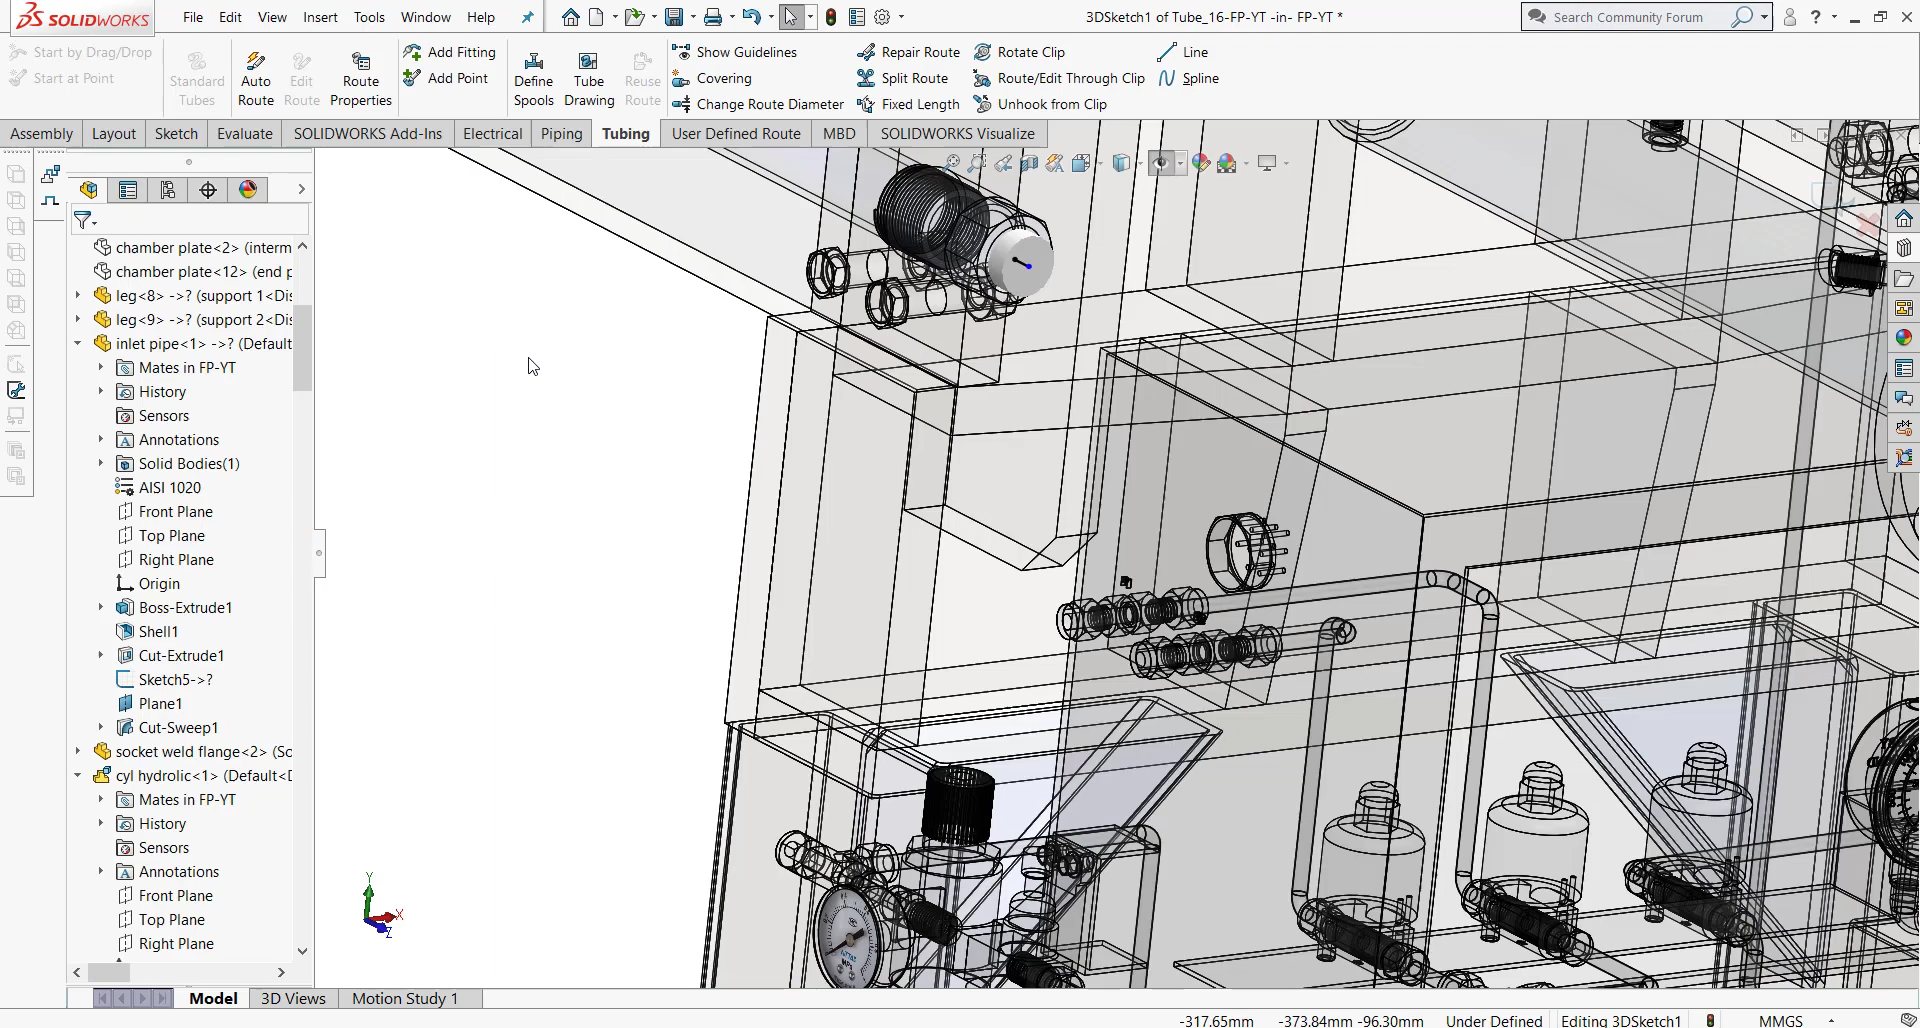 SOLIDWORKS
File Edit View Insert Tools Window Help
3DSketch1 of Tube_16-FP-YT -in- FP-YT *
Search Community Forum
?
Start by Drag/Drop
Start at Point
Standard Tubes
Auto Route
Edit Route
Route Properties
Add Fitting
Add Point
Define Spools
Tube Drawing
Reuse Route
Show Guidelines
Covering
Change Route Diameter
Repair Route
Split Route
Fixed Length
Rotate Clip
Route/Edit Through Clip
Unhook from Clip
Line
Spline
Assembly Layout Sketch Evaluate SOLIDWORKS Add-Ins Electrical Piping Tubing User Defined Route MBD SOLIDWORKS Visualize
chamber plate<2> (interm
chamber plate<12> (end p
leg<8> ->? (support 1<Dis
leg<9> ->? (support 2<Dis
inlet pipe<1> ->? (Default
Mates in FP-YT
History
Sensors
Annotations
Solid Bodies(1)
AISI 1020
Front Plane
Top Plane
Right Plane
Origin
Boss-Extrude1
Shell1
Cut-Extrude1
Sketch5->?
Plane1
Cut-Sweep1
socket weld flange<2> (So
cyl hydrolic<1> (Default<D
Mates in FP-YT
History
Sensors
Annotations
Front Plane
Top Plane
Right Plane
Y
X
Z
MPa
Model 3D Views Motion Study 1
-317.65mm -373.84mm -96.30mm Under Defined Editing 3DSketch1 MMGS